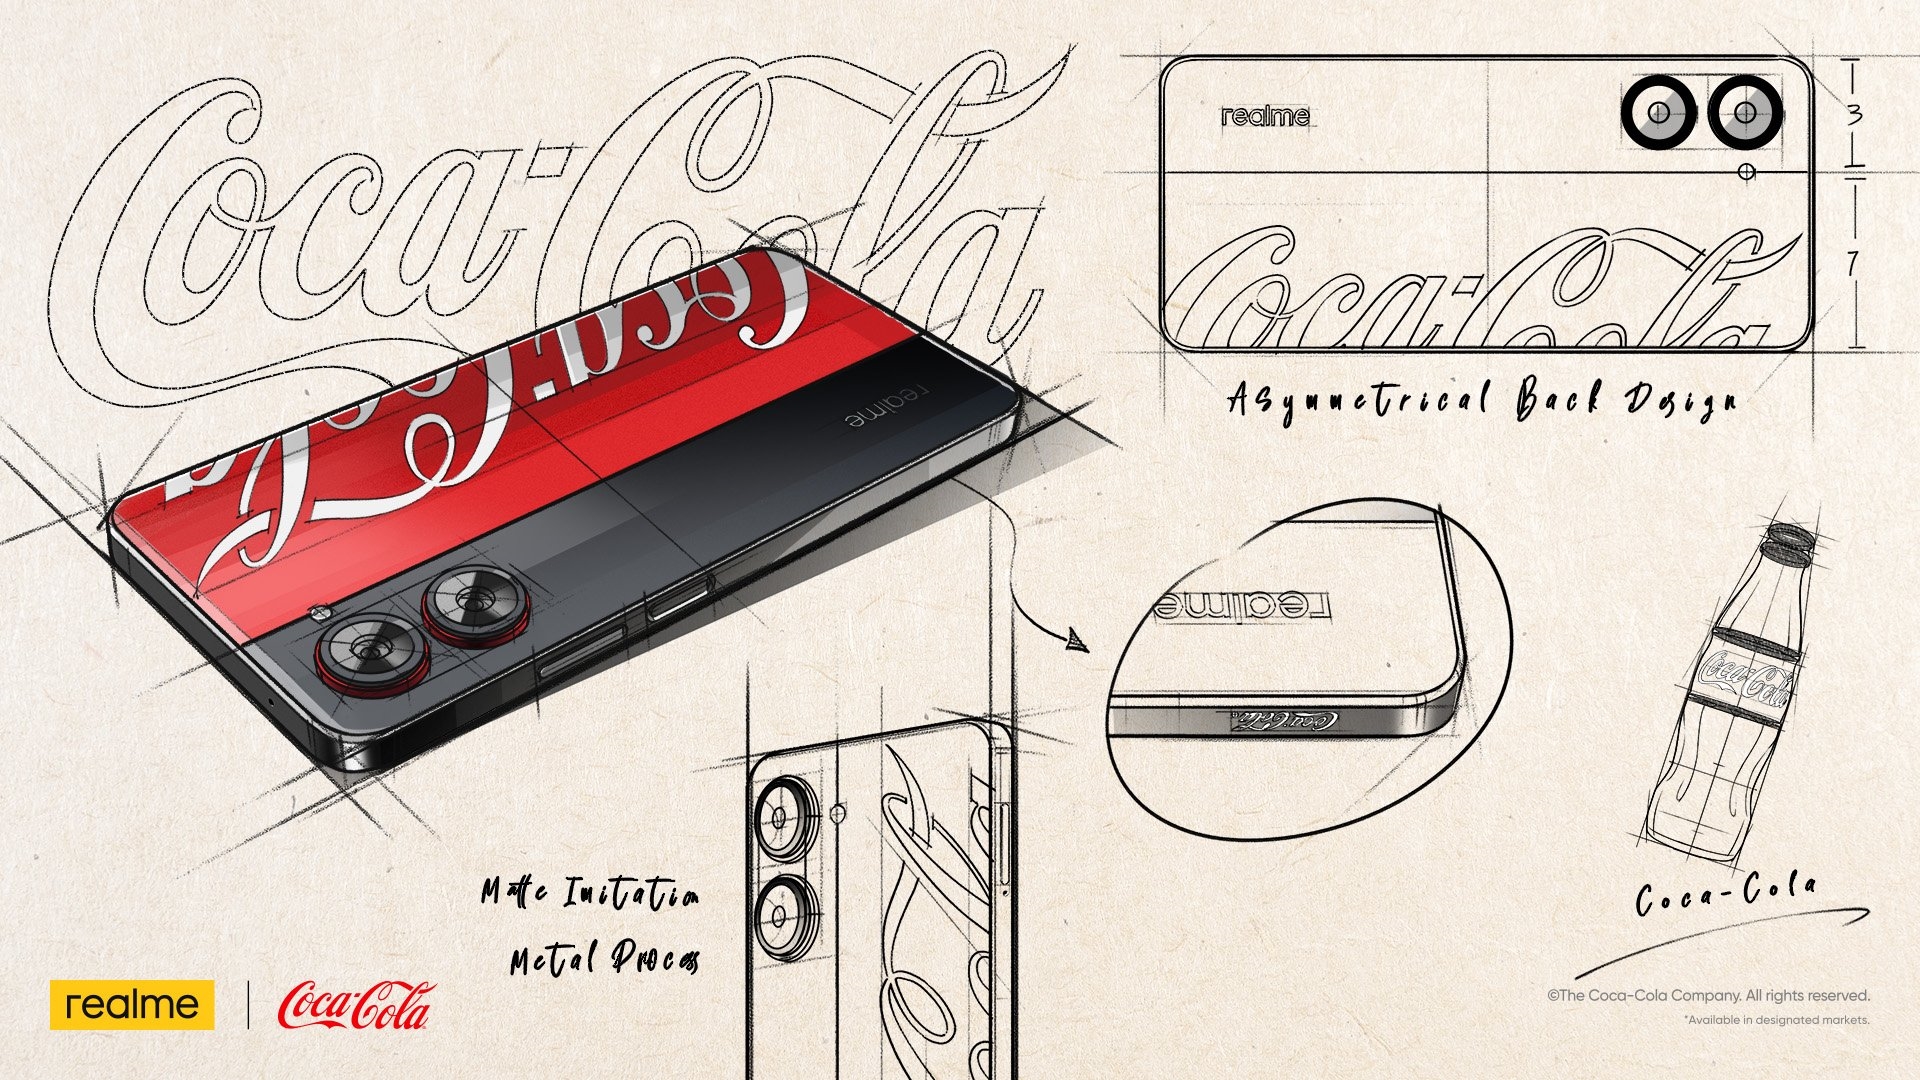 Coca-Cola
realme
3
7
Coca-Cola
Asymmetrical Back Design
Coca-Cola
realme
realme
Coca-Cola
Coca-Cola
Coca-Cola
Matte Imitation
Metal Process
realme | Coca-Cola
©The Coca-Cola Company. All rights reserved.
*Available in designated markets.